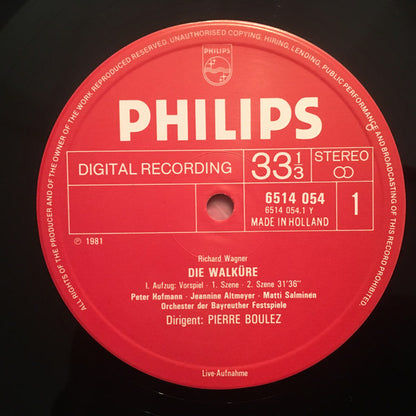 ALL RIGHTS OF THE PRODUCER AND OF THE OWNER OF THE WORK REPRODUCED RESERVED. UNAUTHORISED COPYING, HIRING, LENDING, PUBLIC PERFORMANCE AND BROADCASTING OF THIS RECORD PROHIBITED.
PHILIPS
PHILIPS
DIGITAL RECORDING
33 1/3
STEREO
6514 054
6514 054.1 Y
MADE IN HOLLAND
1
℗ 1981
Richard Wagner
DIE WALKÜRE
I. Aufzug: Vorspiel - 1. Szene - 2. Szene 31'36"
Peter Hofmann · Jeannine Altmeyer · Matti Salminen
Orchester der Bayreuther Festspiele
Dirigent: PIERRE BOULEZ
Live-Aufnahme